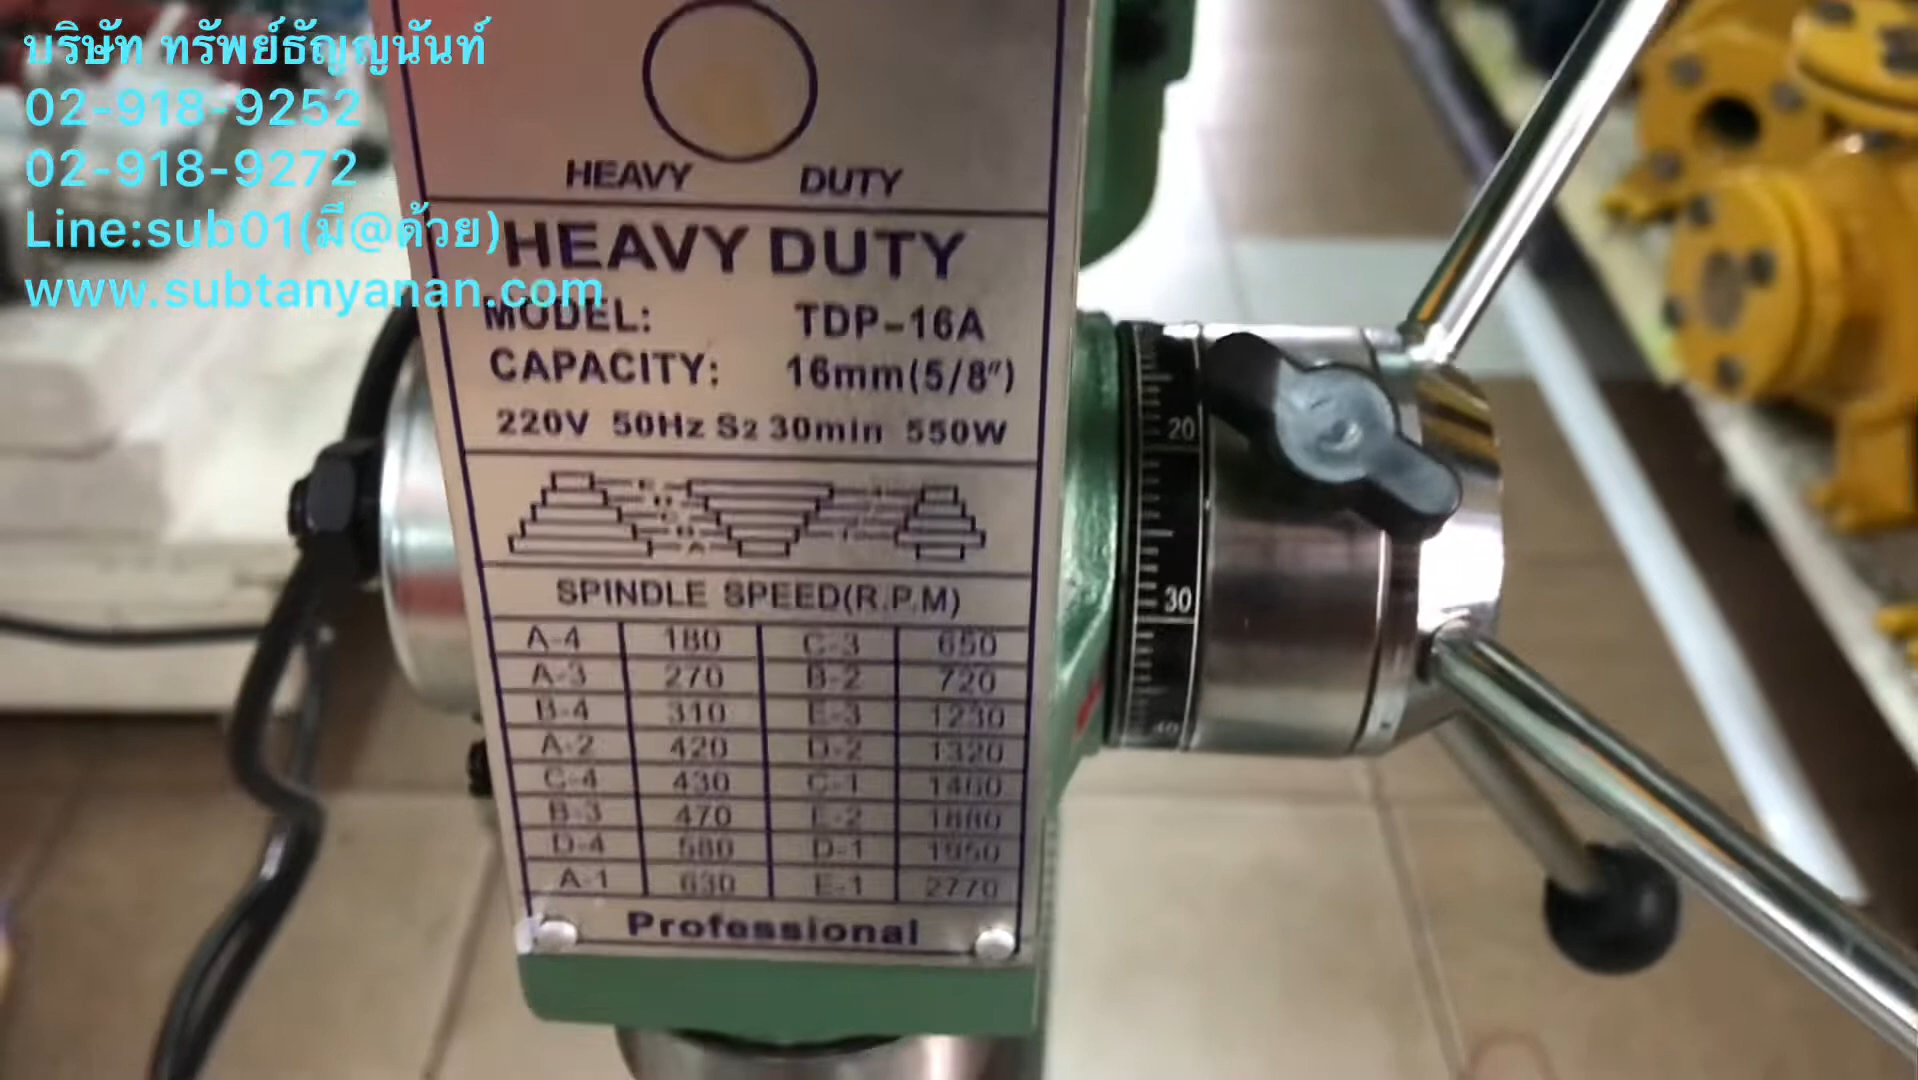 บริษัท ทรัพย์ธัญญนันท์
02-918-9252
02-918-9272
Line:sub01(มี@ด้วย)
www.subtanyanan.com
HEAVY DUTY
HEAVY DUTY
MODEL: TDP-16A
CAPACITY: 16mm(5/8")
220V 50Hz S2 30min 550W
SPINDLE SPEED(R.P.M)
A-4 180 C-3 650
A-3 270 B-2 720
B-4 310 E-3 1230
A-2 420 D-2 1320
C-4 430 C-1 1460
B-3 470 E-2 1880
D-4 580 D-1 1950
A-1 630 E-1 2770
Professional
20
30
40